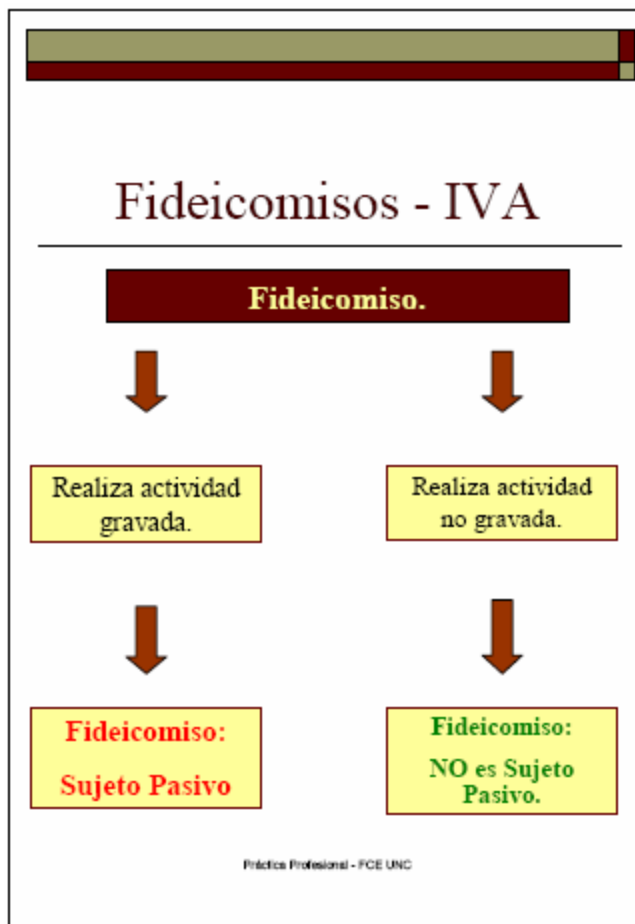 Fideicomisos - IVA
Fideicomiso.
Realiza actividad
gravada.
Realiza actividad
no gravada.
Fideicomiso:
Sujeto Pasivo
Fideicomiso:
NO es Sujeto
Pasivo.
Práctica Profesional - FCE UNC